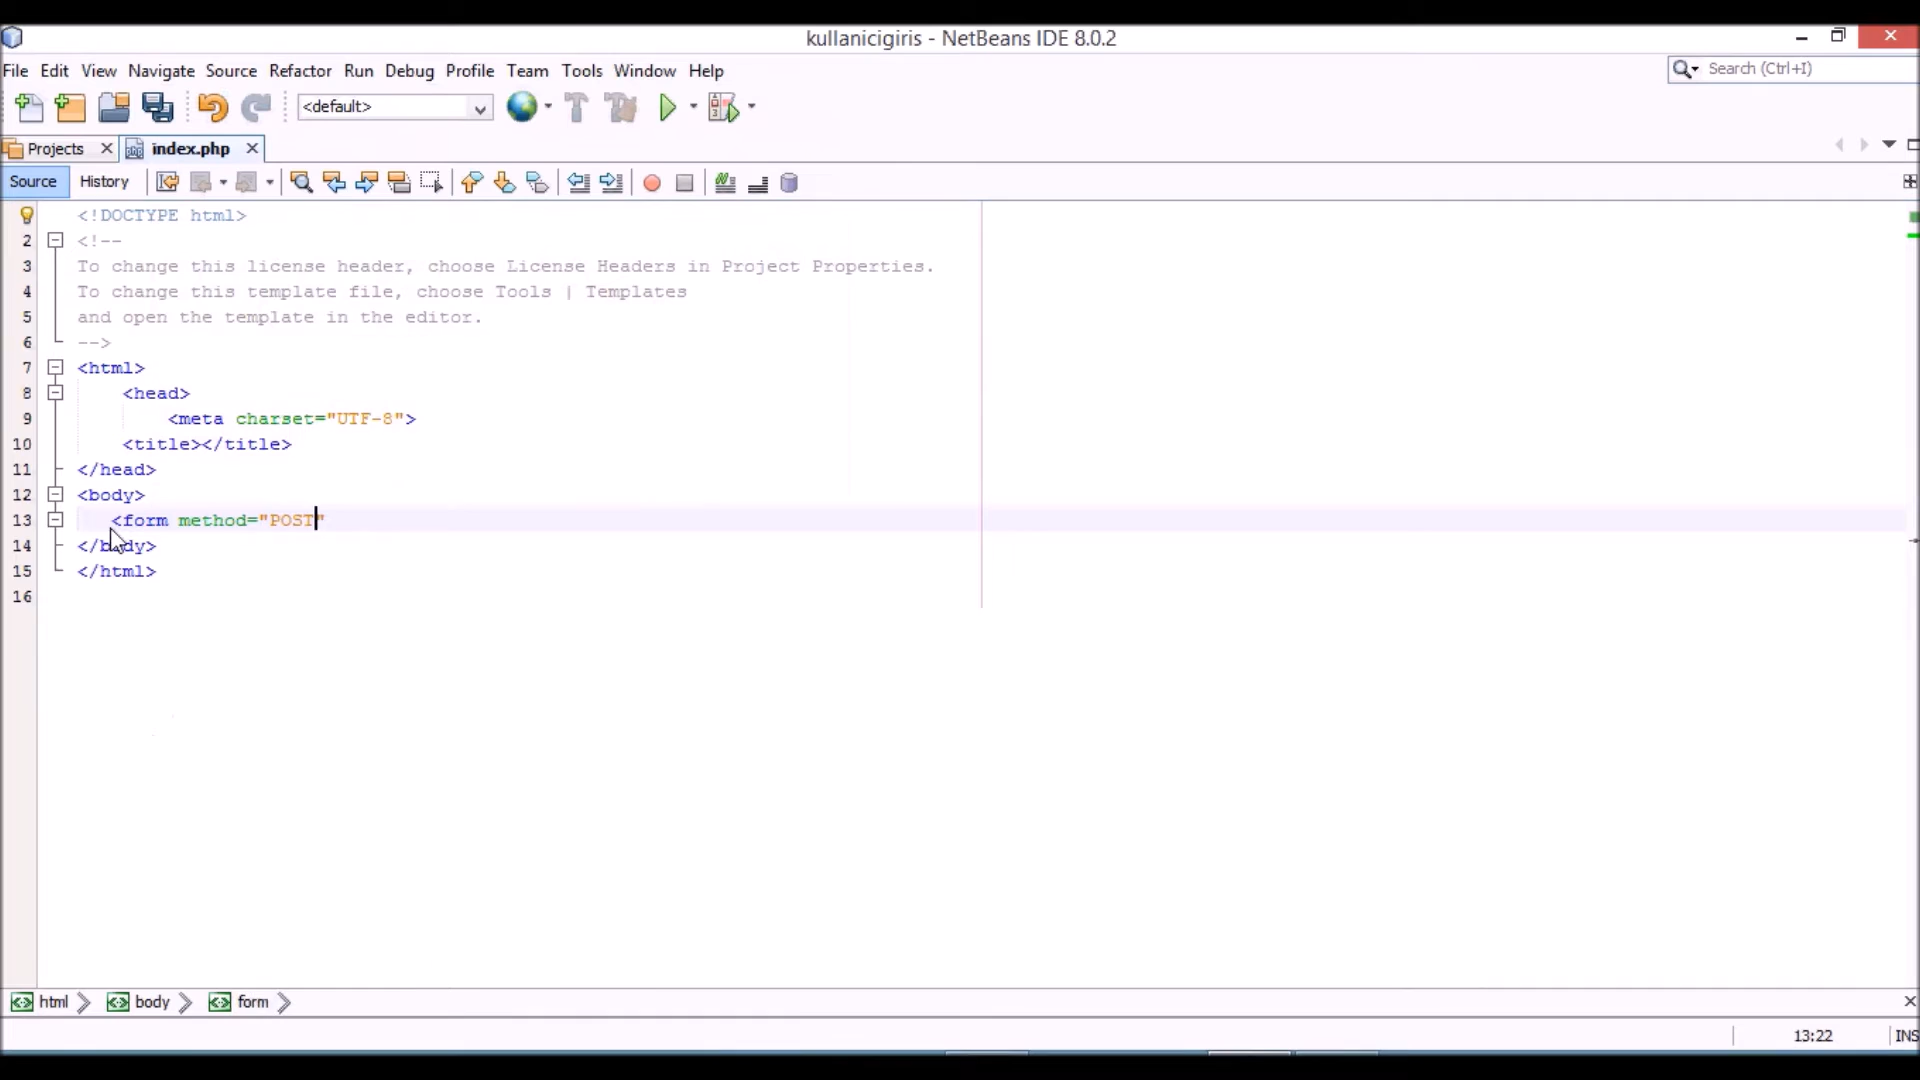 kullanicigiris - NetBeans IDE 8.0.2
File Edit View Navigate Source Refactor Run Debug Profile Team Tools Window Help
Search (Ctrl+I)
<default>
Projects index.php
Source History
<!DOCTYPE html>
2 <!--
3 To change this license header, choose License Headers in Project Properties.
4 To change this template file, choose Tools | Templates
5 and open the template in the editor.
6 -->
7 <html>
8 <head>
9 <meta charset="UTF-8">
10 <title></title>
11 </head>
12 <body>
13 <form method="POST"
14 </body>
15 </html>
16
html body form
13:22 INS